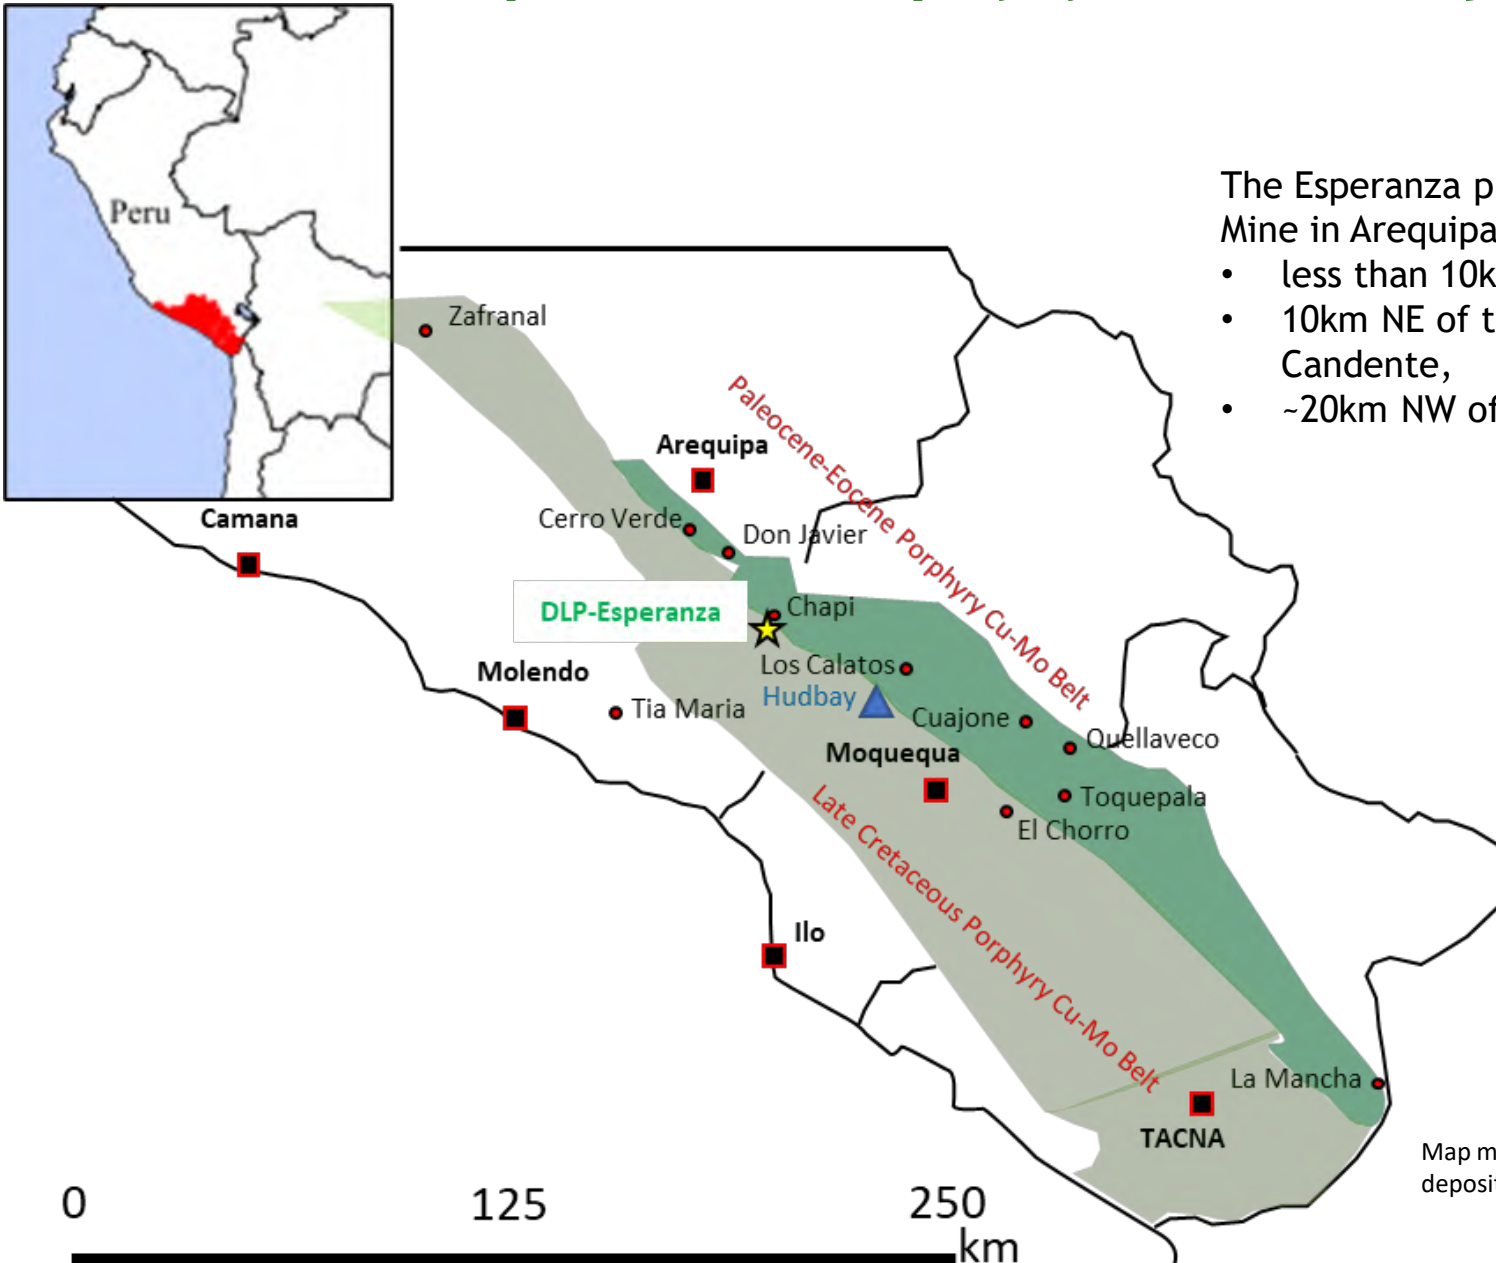 Peru
The Esperanza p
Mine in Arequipa
• less than 10k
• 10km NE of t
Candente,
• ~20km NW of
Zafranal
Paleocene-Eocene Porphyry Cu-Mo Belt
Arequipa
Camana
Cerro Verde
Don Javier
DLP-Esperanza
Chapi
Los Calatos
Molendo
Hudbay
Tia Maria
Cuajone
Quellaveco
Moquequa
Late Cretaceous Porphyry Cu-Mo Belt
Toquepala
El Chorro
Ilo
La Mancha
TACNA
Map m
deposit
0 125 250
km